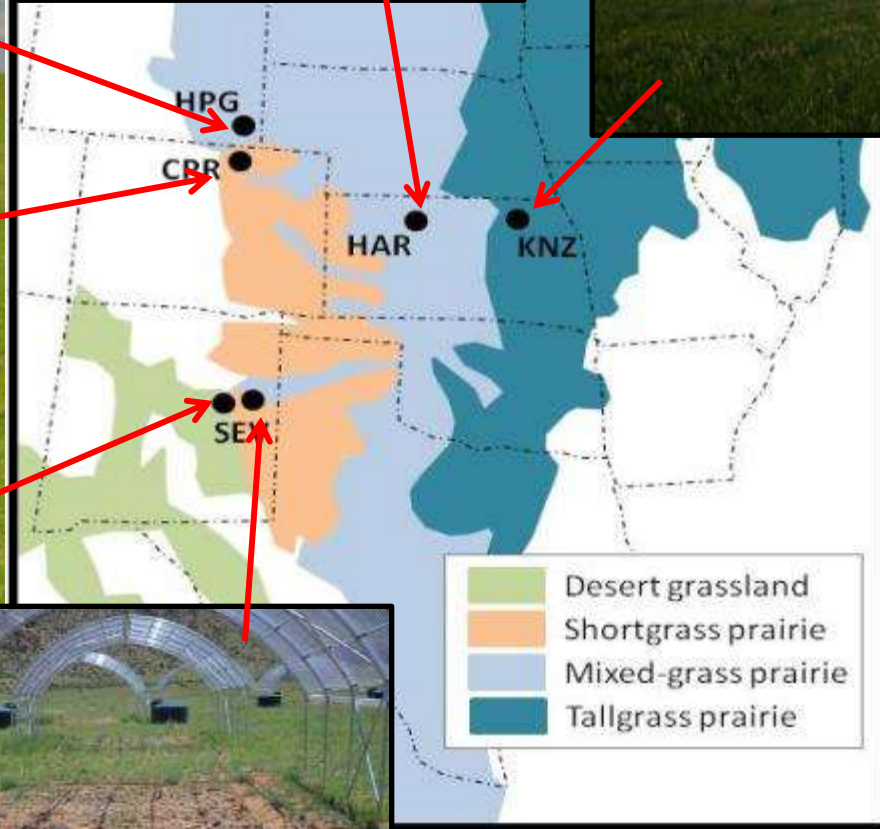 HPG
CPR
HAR
KNZ
SEV
Desert grassland
Shortgrass prairie
Mixed-grass prairie
Tallgrass prairie